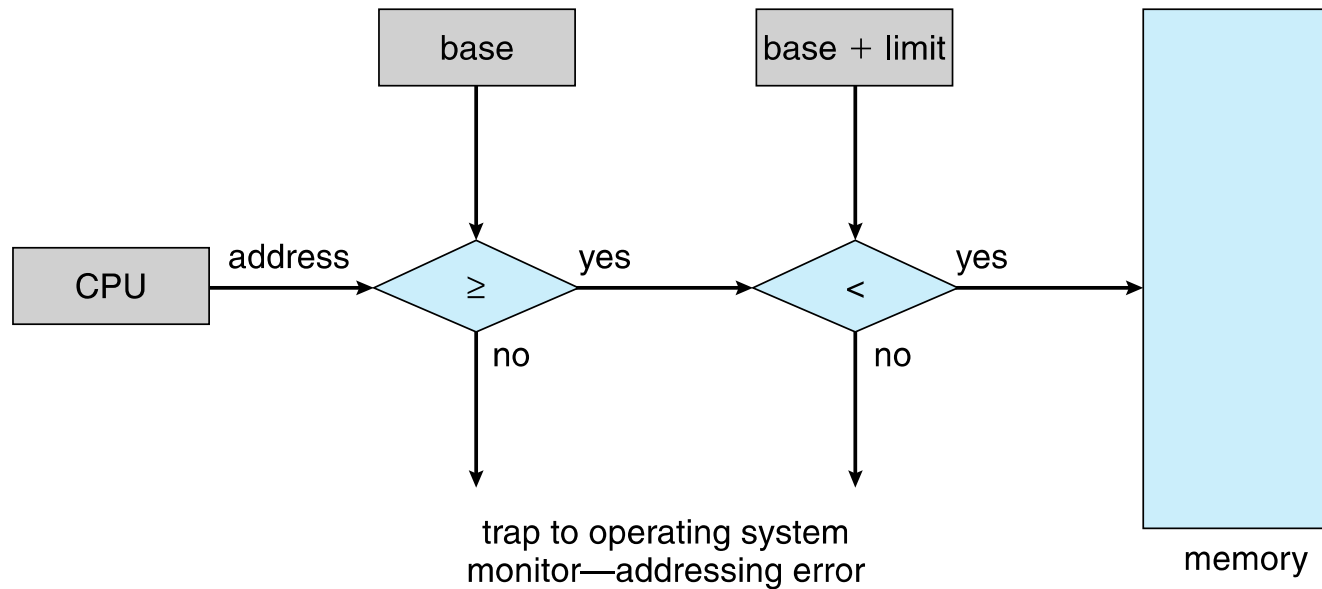 base
base + limit
CPU
address
≥
yes
<
yes
no
no
trap to operating system
monitor—addressing error
memory